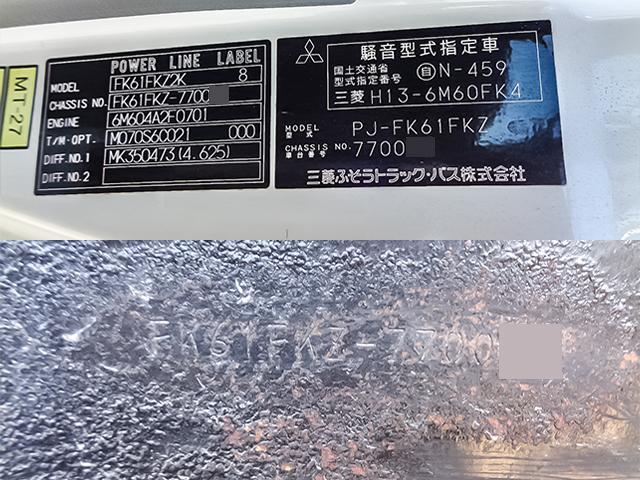 MT-27
POWER LINE LABEL
MODEL FK61FKZ2K 8
CHASSIS NO. FK61FKZ-7700
ENGINE 6M604A2F0701
T/M・OPT. M070S60021 000
DIFF.NO.1 MK350473(4.625)
DIFF.NO.2
騒音型式指定車
国土交通省
型式指定番号 自N-459
三菱 H13-6M60FK4
MODEL
型式 PJ-FK61FKZ
CHASSIS NO.
車台番号 7700
三菱ふそうトラック・バス株式会社
FK61FKZ-7700